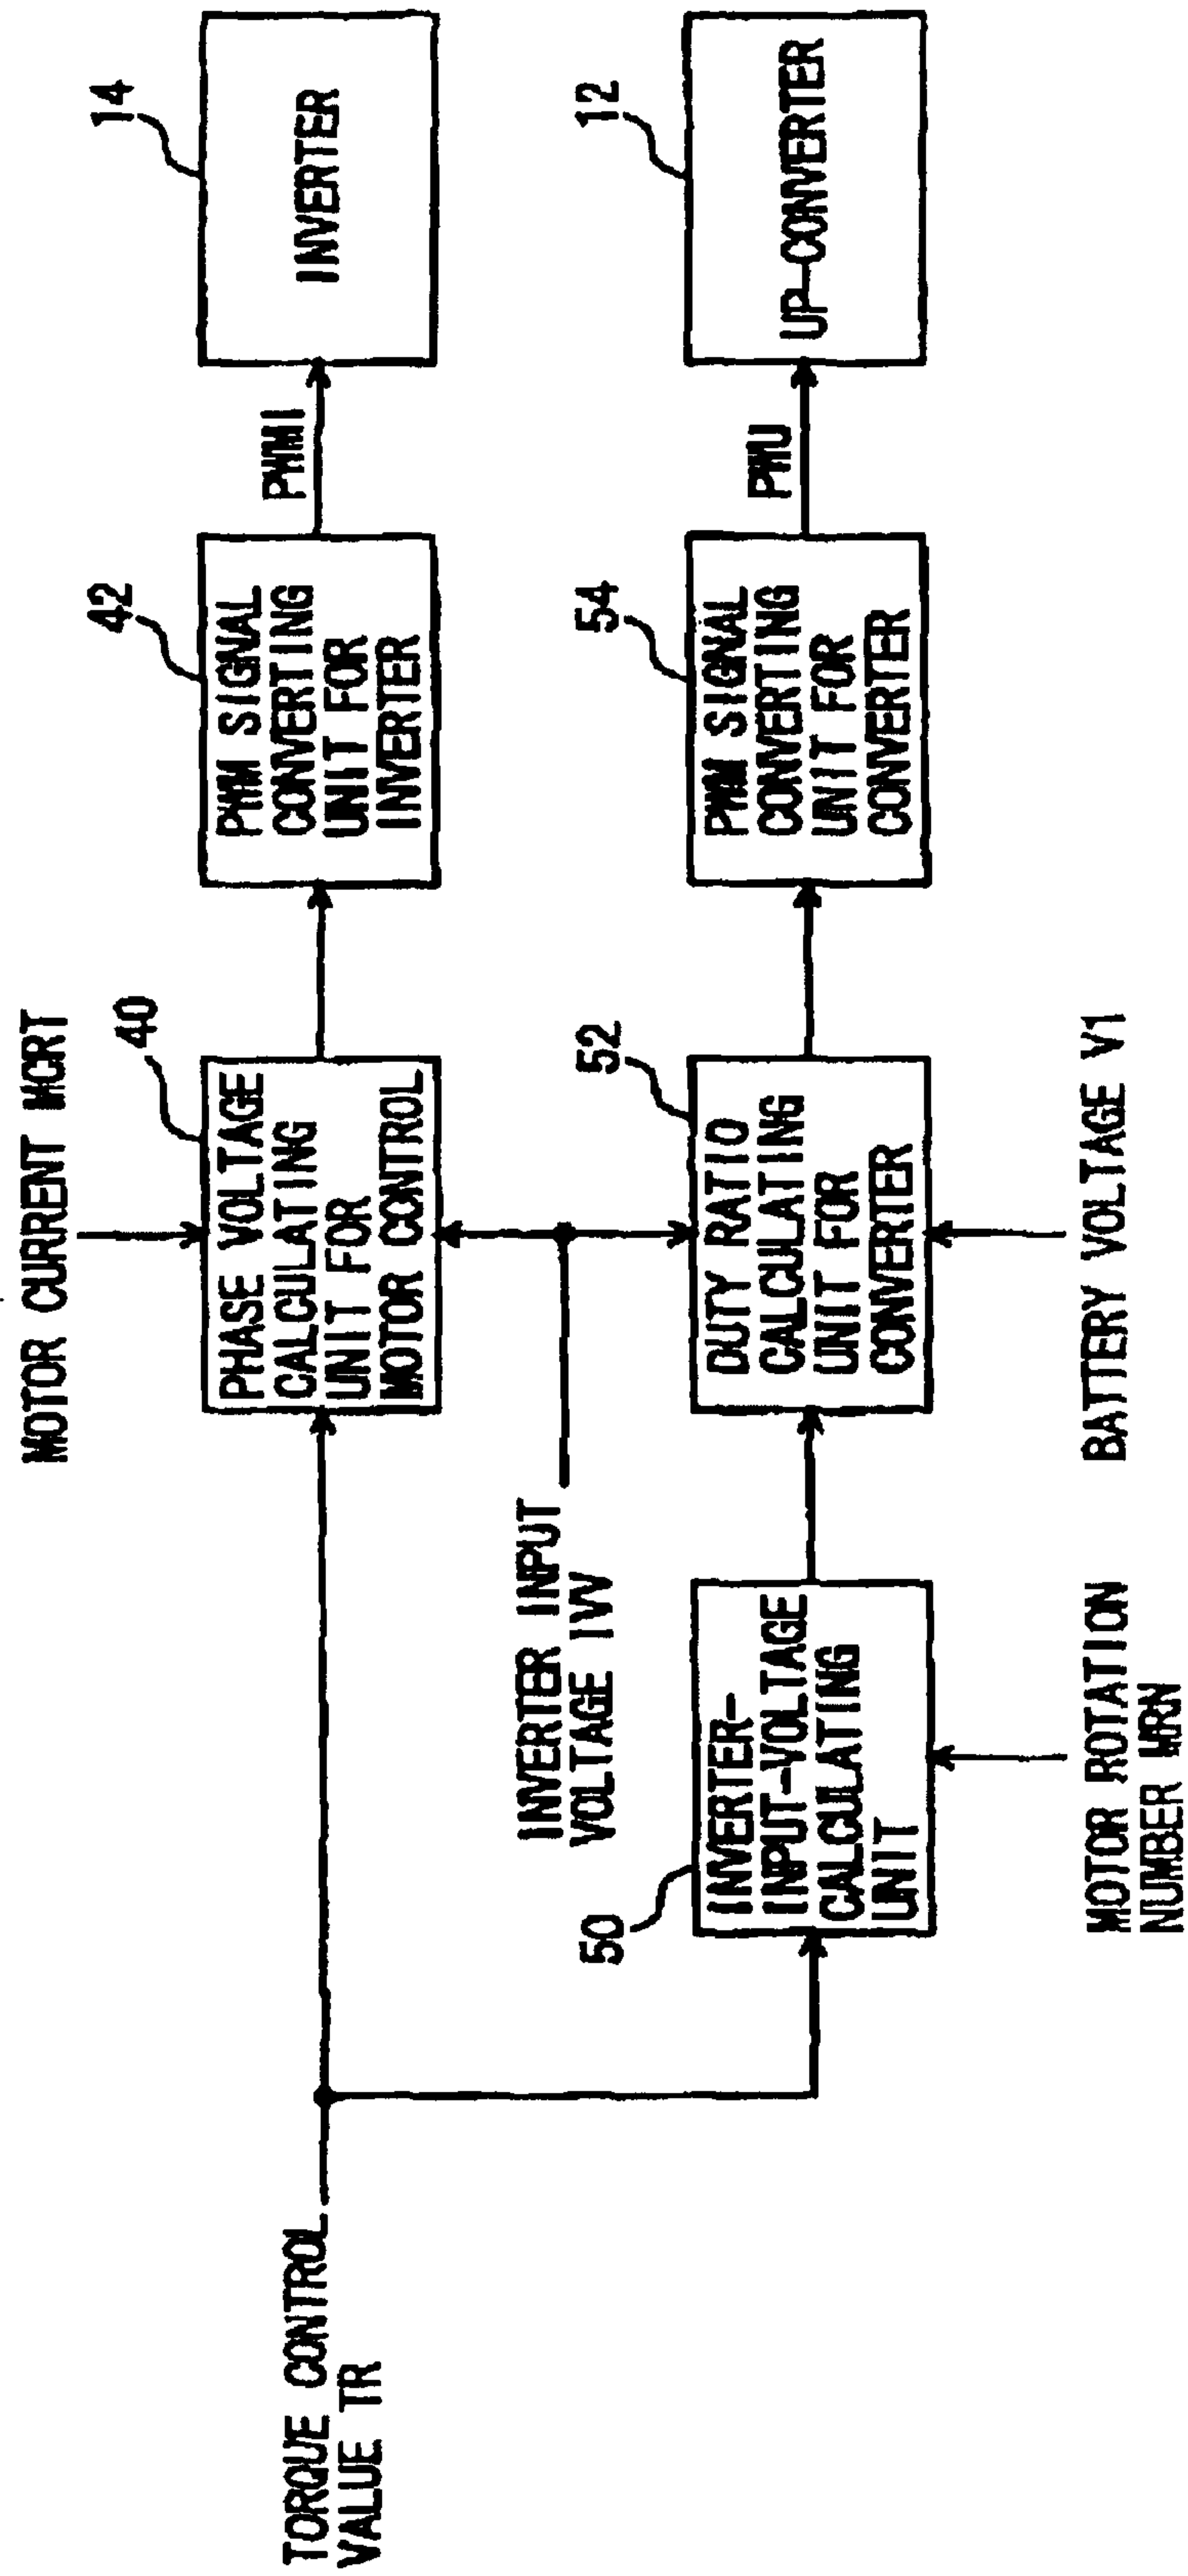 MOTOR CURRENT MCRT
40
42
14
TORQUE CONTROL
VALUE TR
PHASE VOLTAGE
CALCULATING
UNIT FOR
MOTOR CONTROL
PWM SIGNAL
CONVERTING
UNIT FOR
INVERTER
PWMI
INVERTER
INVERTER INPUT
VOLTAGE IVV
50
52
54
12
INVERTER-
INPUT-VOLTAGE
CALCULATING
UNIT
DUTY RATIO
CALCULATING
UNIT FOR
CONVERTER
PWM SIGNAL
CONVERTING
UNIT FOR
CONVERTER
PWU
UP-CONVERTER
MOTOR ROTATION
NUMBER MRN
BATTERY VOLTAGE V1